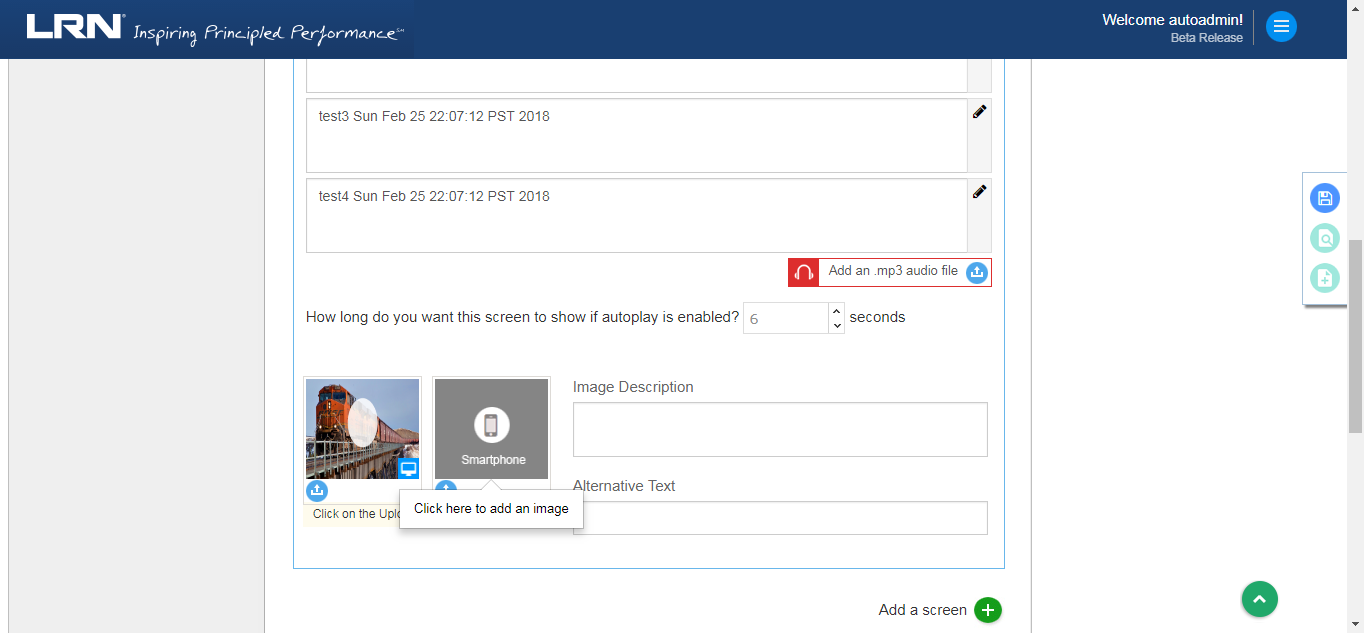 LRN Inspiring Principled Performance℠
Welcome autoadmin!
Beta Release
test3 Sun Feb 25 22:07:12 PST 2018
test4 Sun Feb 25 22:07:12 PST 2018
Add an .mp3 audio file
How long do you want this screen to show if autoplay is enabled? 6 seconds
Image Description
Smartphone
Alternative Text
Click on the
Click here to add an image
Add a screen